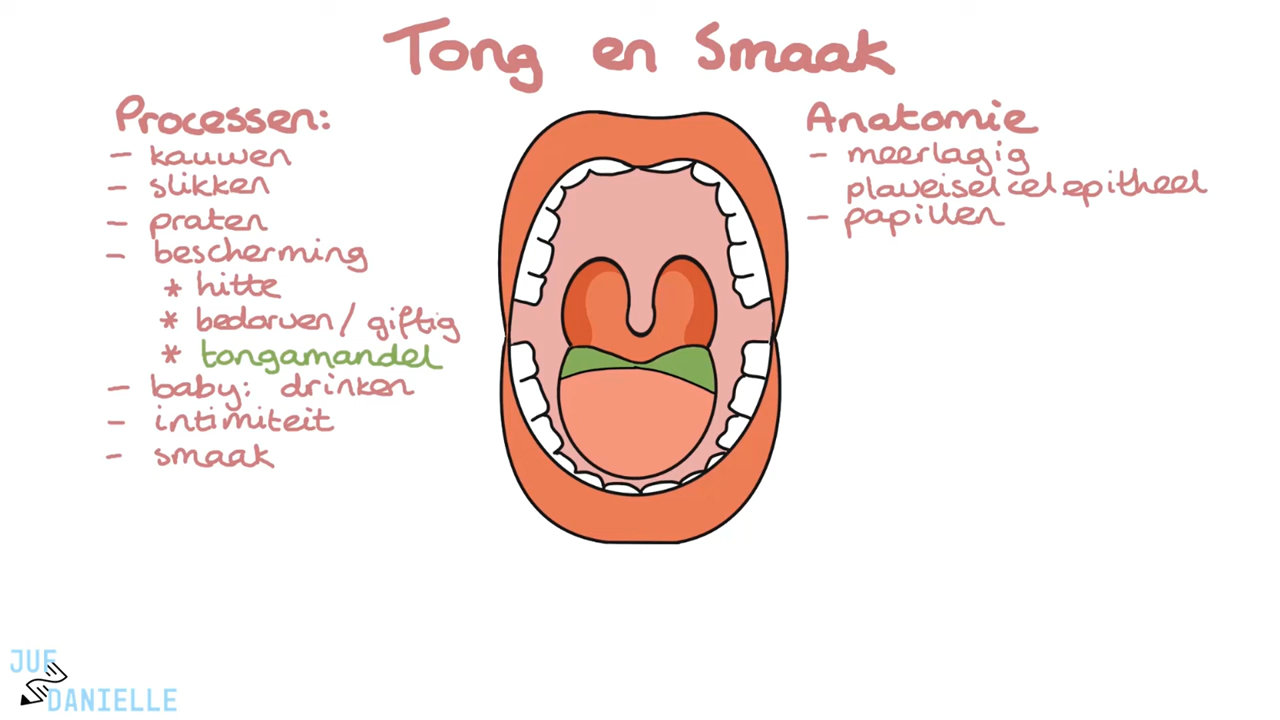 Tong en Smaak
Processen:
- kauwen
- slikken
- praten
- bescherming
* hitte
* bedorven/giftig
* tongamandel
- baby: drinken
- intimiteit
- smaak
Anatomie
- meerlagig
plaveiselcelepitheel
- papillen
JUF
DANIELLE